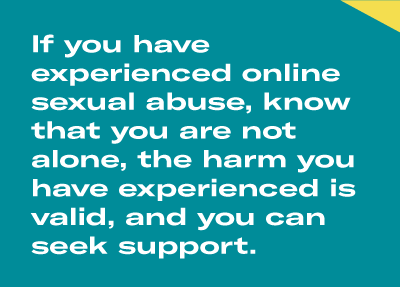 If you have
experienced online
sexual abuse, know
that you are not
alone, the harm you
have experienced is
valid, and you can
seek support.